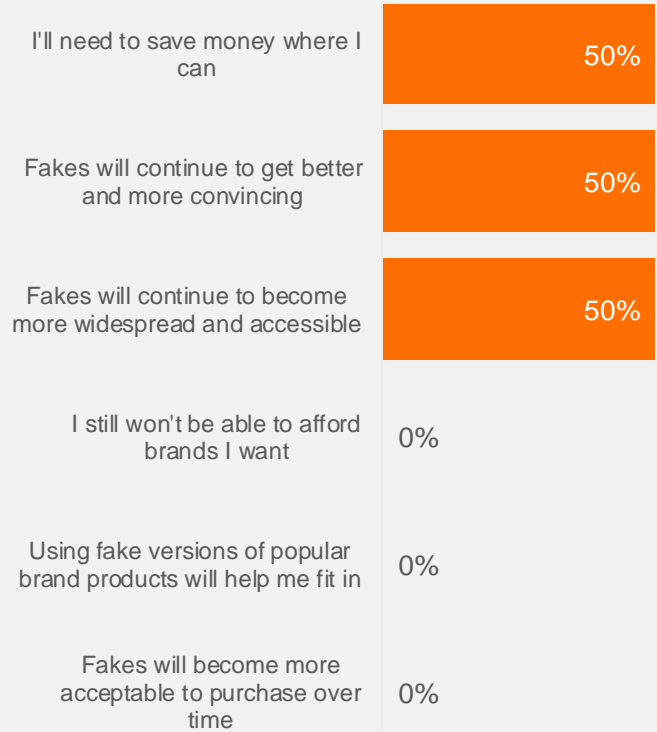 I'll need to save money where I
can
50%
Fakes will continue to get better
and more convincing
50%
Fakes will continue to become
more widespread and accessible
50%
I still won't be able to afford
brands I want
0%
Using fake versions of popular
brand products will help me fit in
0%
Fakes will become more
acceptable to purchase over
time
0%